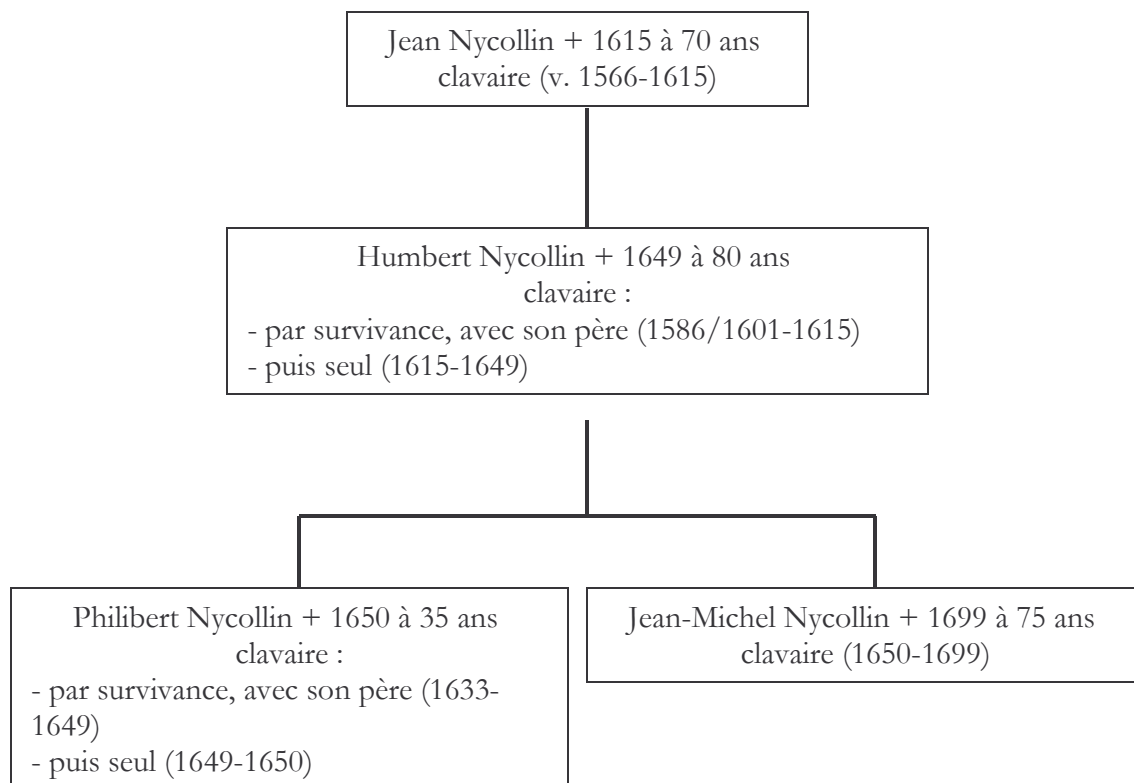 Jean Nycollin + 1615 à 70 ans
clavaire (v. 1566-1615)
Humbert Nycollin + 1649 à 80 ans
clavaire :
- par survivance, avec son père (1586/1601-1615)
- puis seul (1615-1649)
Philibert Nycollin + 1650 à 35 ans
clavaire :
- par survivance, avec son père (1633-
1649)
- puis seul (1649-1650)
Jean-Michel Nycollin + 1699 à 75 ans
clavaire (1650-1699)